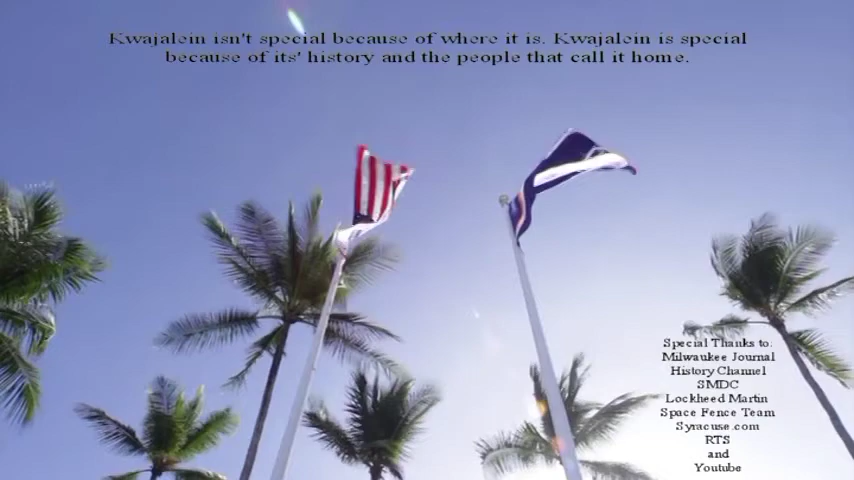 Kwajalein isn't special because of where it is. Kwajalein is special
because of its' history and the people that call it home.
Special Thanks to:
Milwaukee Journal
History Channel
SMDC
Lockheed Martin
Space Fence Team
Syracuse.com
RTS
and
Youtube